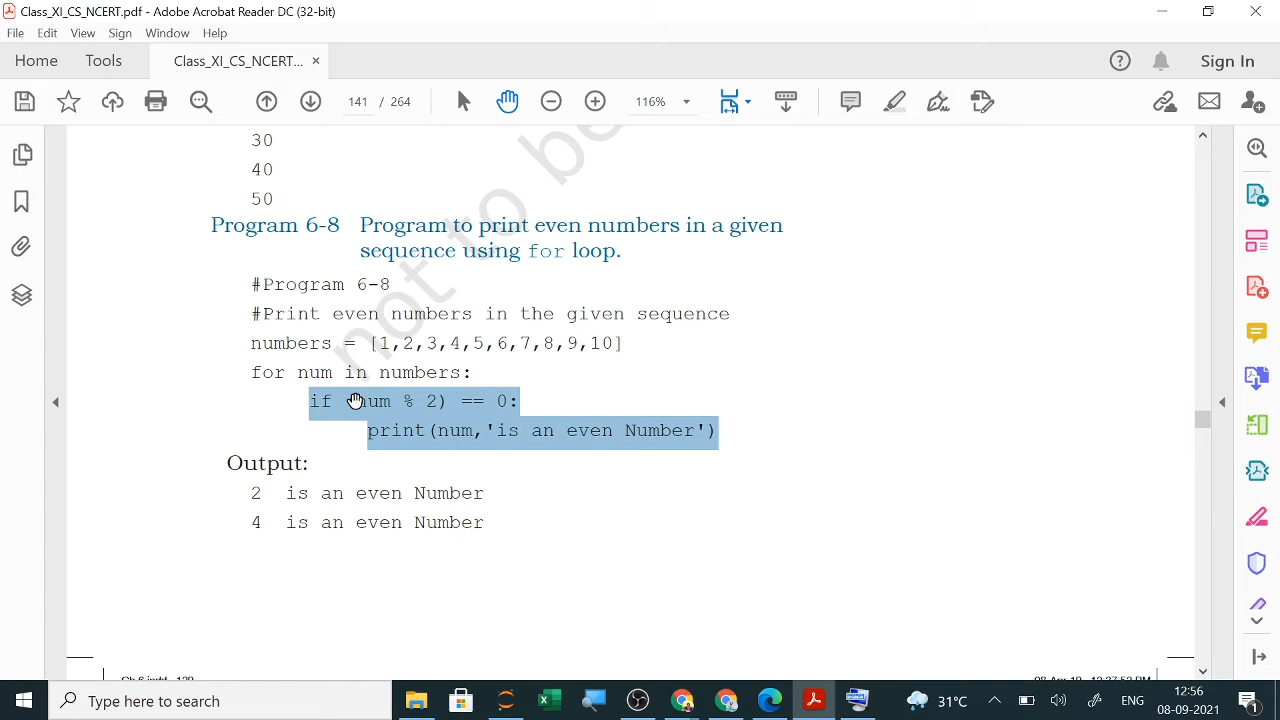 Class_XI_CS_NCERT.pdf - Adobe Acrobat Reader DC (32-bit)
File Edit View Sign Window Help
Home Tools Class_XI_CS_NCERT... × Sign In
141 / 264 116%
not to be
30
40
50
Program 6-8 Program to print even numbers in a given
sequence using for loop.
#Program 6-8
#Print even numbers in the given sequence
numbers = [1,2,3,4,5,6,7,8,9,10]
for num in numbers:
if (num % 2) == 0:
print(num,'is an even Number')
Output:
2 is an even Number
4 is an even Number
Type here to search
31°C ENG 12:56
08-09-2021
1